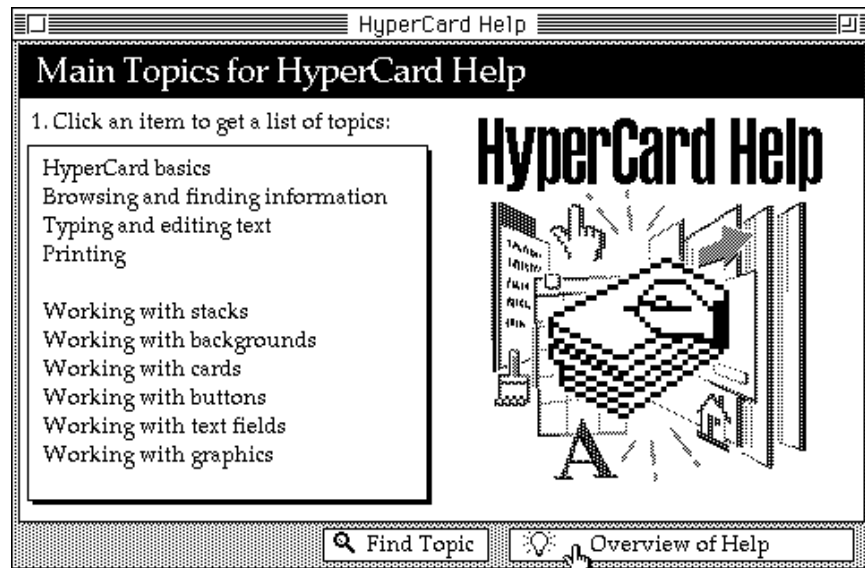 HyperCard Help
Main Topics for HyperCard Help
1. Click an item to get a list of topics:
HyperCard basics
Browsing and finding information
Typing and editing text
Printing
Working with stacks
Working with backgrounds
Working with cards
Working with buttons
Working with text fields
Working with graphics
HyperCard Help
A
Find Topic
Overview of Help